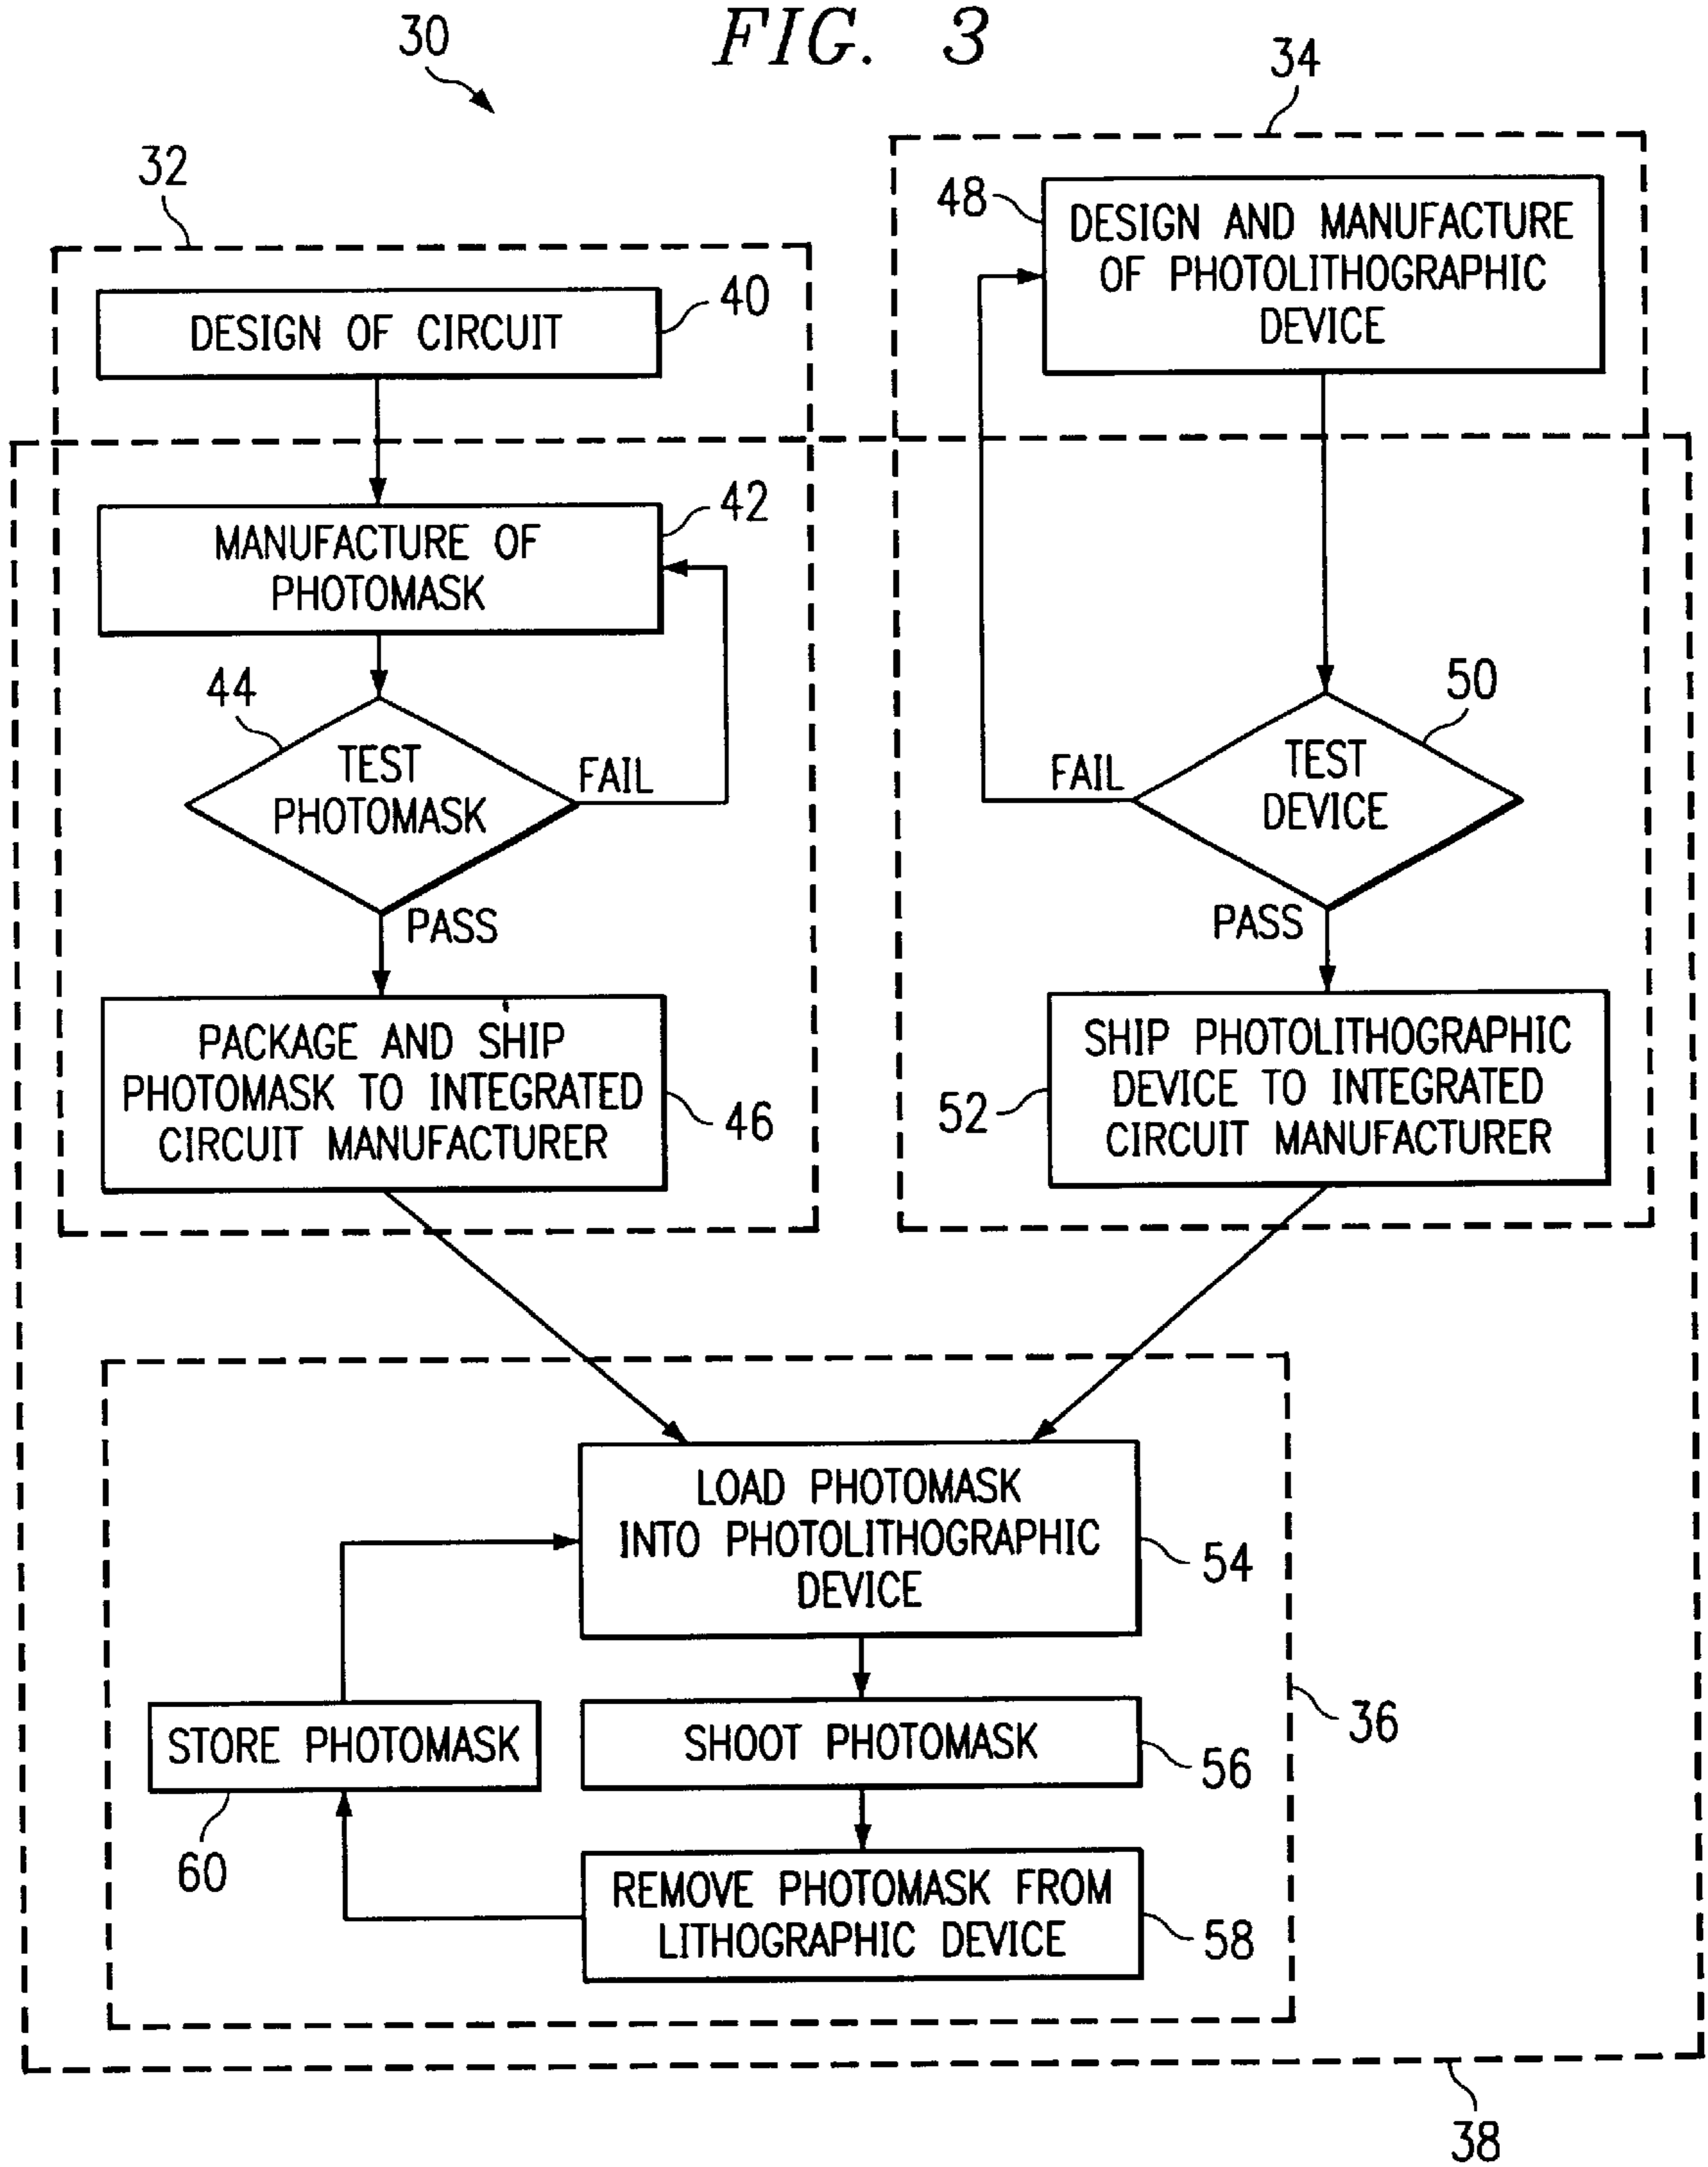 FIG. 3
30
34
32
48
DESIGN AND MANUFACTURE
OF PHOTOLITHOGRAPHIC
DEVICE
40
DESIGN OF CIRCUIT
42
MANUFACTURE OF
PHOTOMASK
44
TEST
PHOTOMASK
FAIL
PASS
50
TEST
DEVICE
FAIL
PASS
PACKAGE AND SHIP
PHOTOMASK TO INTEGRATED
CIRCUIT MANUFACTURER
46
52
SHIP PHOTOLITHOGRAPHIC
DEVICE TO INTEGRATED
CIRCUIT MANUFACTURER
LOAD PHOTOMASK
INTO PHOTOLITHOGRAPHIC
DEVICE
54
STORE PHOTOMASK
60
SHOOT PHOTOMASK
56
36
REMOVE PHOTOMASK FROM
LITHOGRAPHIC DEVICE
58
38